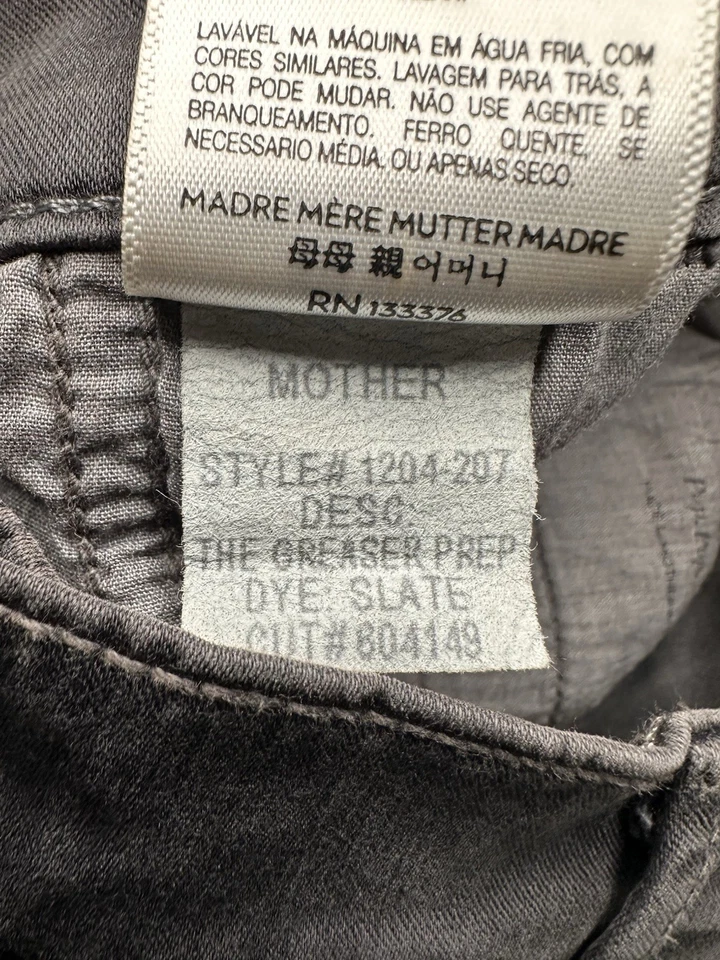 LAVÁVEL NA MÁQUINA EM ÁGUA FRIA, COM
CORES SIMILARES. LAVAGEM PARA TRÁS, A
COR PODE MUDAR. NÃO USE AGENTE DE
BRANQUEAMENTO. FERRO QUENTE, SE
NECESSARIO MÉDIA. OU APENAS SECO.
MADRE MÈRE MUTTER MADRE
母母 親 어머니
RN 133376
MOTHER
STYLE# 1204-207
DESC:
THE GREASER PREP
DYE: SLATE
CUT# 604149